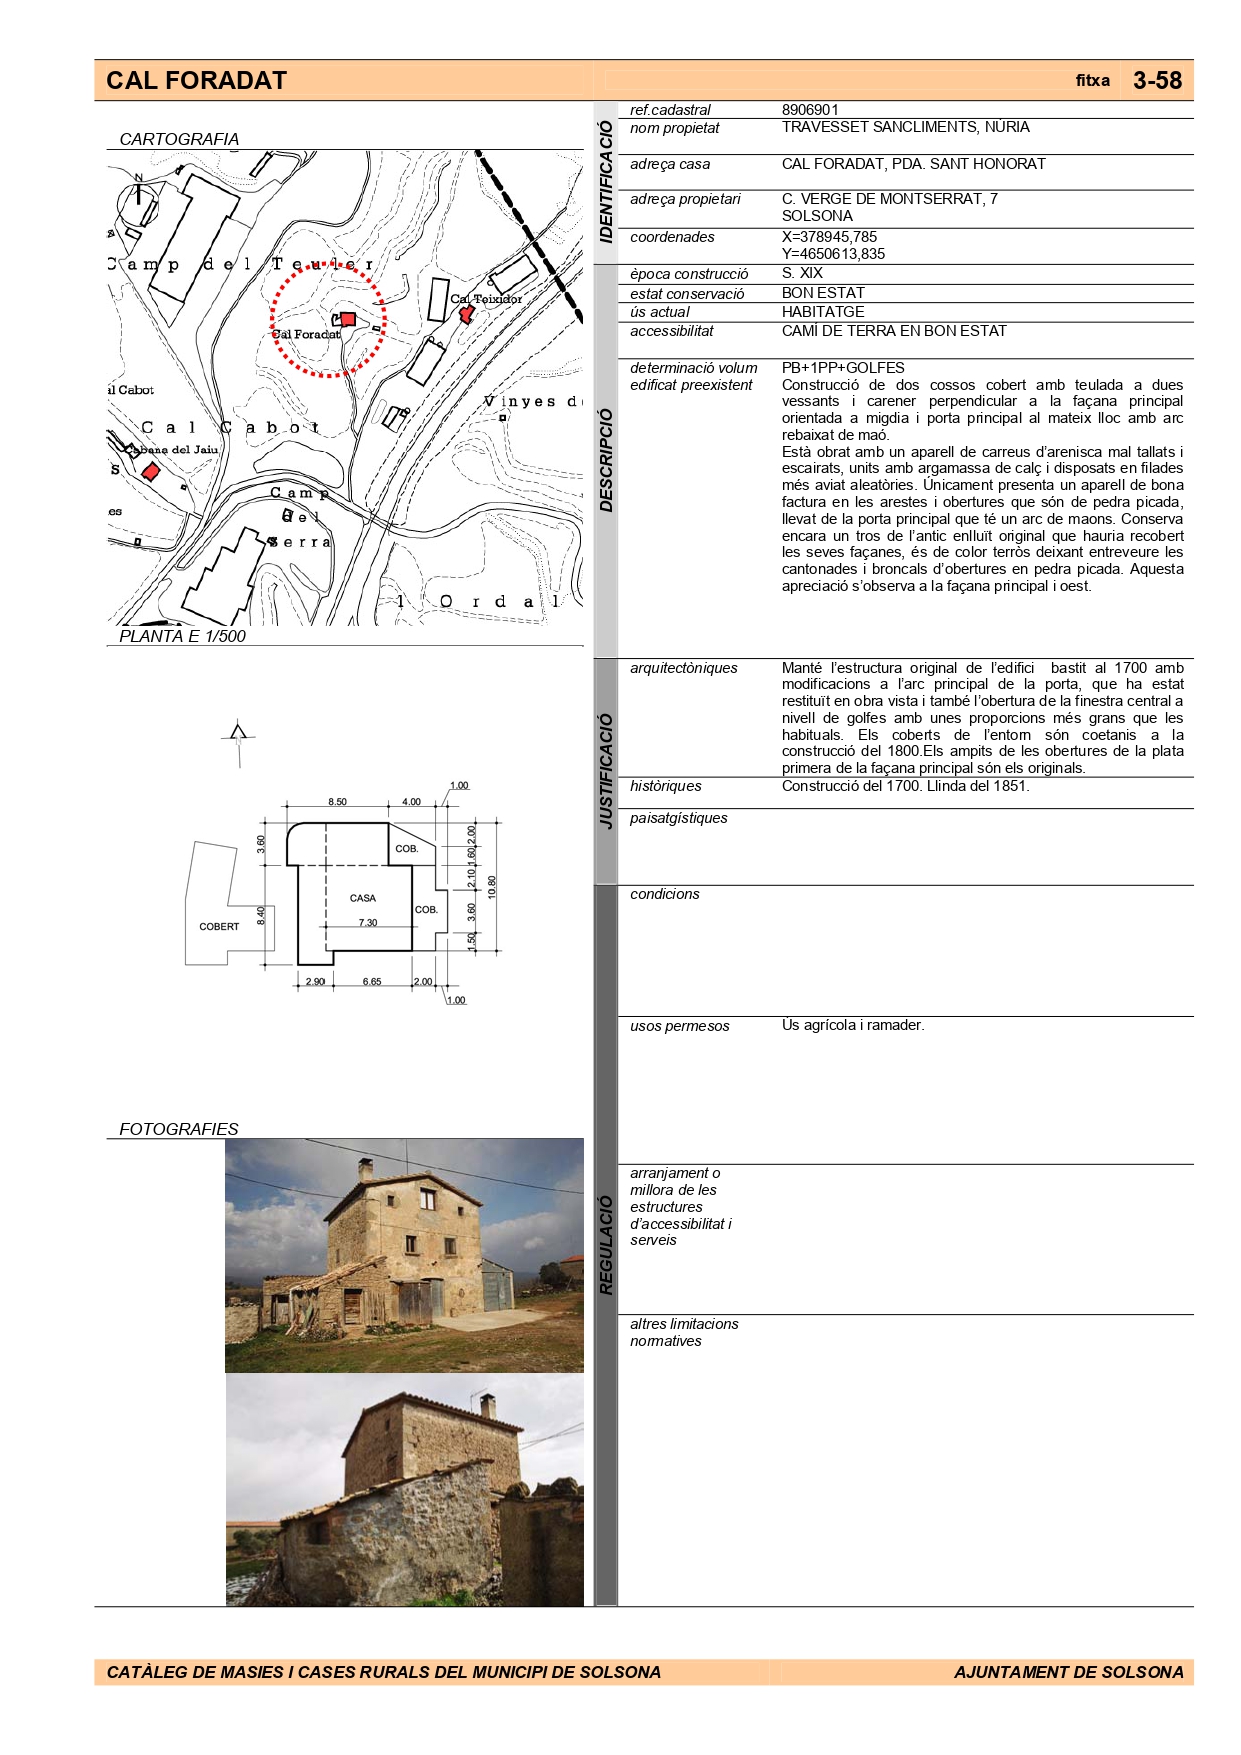 CAL FORADAT
fitxa 3-58
CARTOGRAFIA
N
Camp del Teuler
Cal Teixidor
Cal Foradat
al Cabot
Vinyes d
Cal Cabot
Cabana del Jaiu
s
Camp
del
Serra
es
l Ordal
PLANTA E 1/500
1.00
8.50
4.00
3.60
COB.
2.00
1.60
2.10
10.80
CASA
COB.
8.40
COBERT
7.30
3.60
1.50
2.90
6.65
2.00
1.00
FOTOGRAFIES
IDENTIFICACIÓ
ref.cadastral 8906901
nom propietat TRAVESSET SANCLIMENTS, NÚRIA
adreça casa CAL FORADAT, PDA. SANT HONORAT
adreça propietari C. VERGE DE MONTSERRAT, 7
SOLSONA
coordenades X=378945,785
Y=4650613,835
DESCRIPCIÓ
època construcció S. XIX
estat conservació BON ESTAT
ús actual HABITATGE
accessibilitat CAMÍ DE TERRA EN BON ESTAT
determinació volum PB+1PP+GOLFES
edificat preexistent Construcció de dos cossos cobert amb teulada a dues
vessants i carener perpendicular a la façana principal
orientada a migdia i porta principal al mateix lloc amb arc
rebaixat de maó.
Està obrat amb un aparell de carreus d’arenisca mal tallats i
escairats, units amb argamassa de calç i disposats en filades
més aviat aleatòries. Únicament presenta un aparell de bona
factura en les arestes i obertures que són de pedra picada,
llevat de la porta principal que té un arc de maons. Conserva
encara un tros de l’antic enlluït original que hauria recobert
les seves façanes, és de color terròs deixant entreveure les
cantonades i broncals d’obertures en pedra picada. Aquesta
apreciació s’observa a la façana principal i oest.
JUSTIFICACIÓ
arquitectòniques Manté l’estructura original de l’edifici bastit al 1700 amb
modificacions a l’arc principal de la porta, que ha estat
restituït en obra vista i també l’obertura de la finestra central a
nivell de golfes amb unes proporcions més grans que les
habituals. Els coberts de l’entorn són coetanis a la
construcció del 1800.Els ampits de les obertures de la plata
primera de la façana principal són els originals.
històriques Construcció del 1700. Llinda del 1851.
paisatgístiques
REGULACIÓ
condicions
usos permesos Ús agrícola i ramader.
arranjament o
millora de les
estructures
d’accessibilitat i
serveis
altres limitacions
normatives
CATÀLEG DE MASIES I CASES RURALS DEL MUNICIPI DE SOLSONA
AJUNTAMENT DE SOLSONA